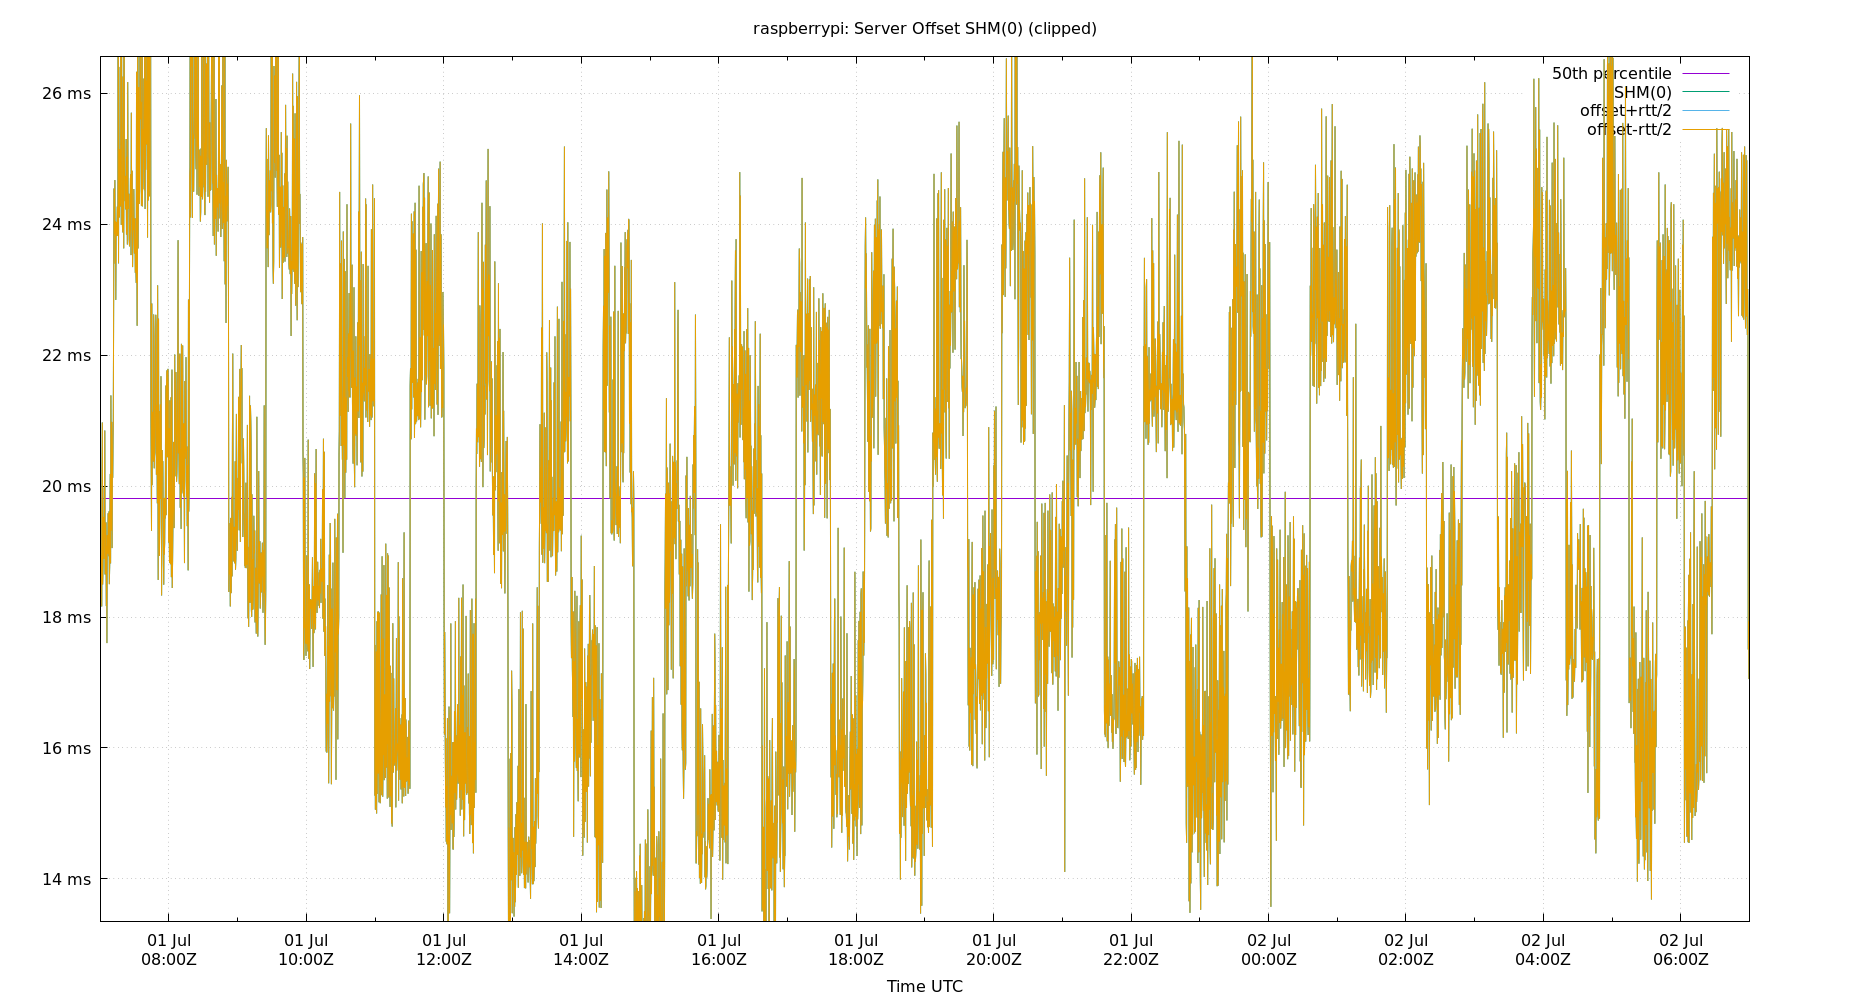 raspberrypi: Server Offset SHM(0) (clipped)
50th percentile
SHM(0)
offset+rtt/2
offset-rtt/2
26 ms
24 ms
22 ms
20 ms
18 ms
16 ms
14 ms
01 Jul 01 Jul 01 Jul 01 Jul 01 Jul 01 Jul 01 Jul 01 Jul 02 Jul 02 Jul 02 Jul 02 Jul
08:00Z 10:00Z 12:00Z 14:00Z 16:00Z 18:00Z 20:00Z 22:00Z 00:00Z 02:00Z 04:00Z 06:00Z
Time UTC